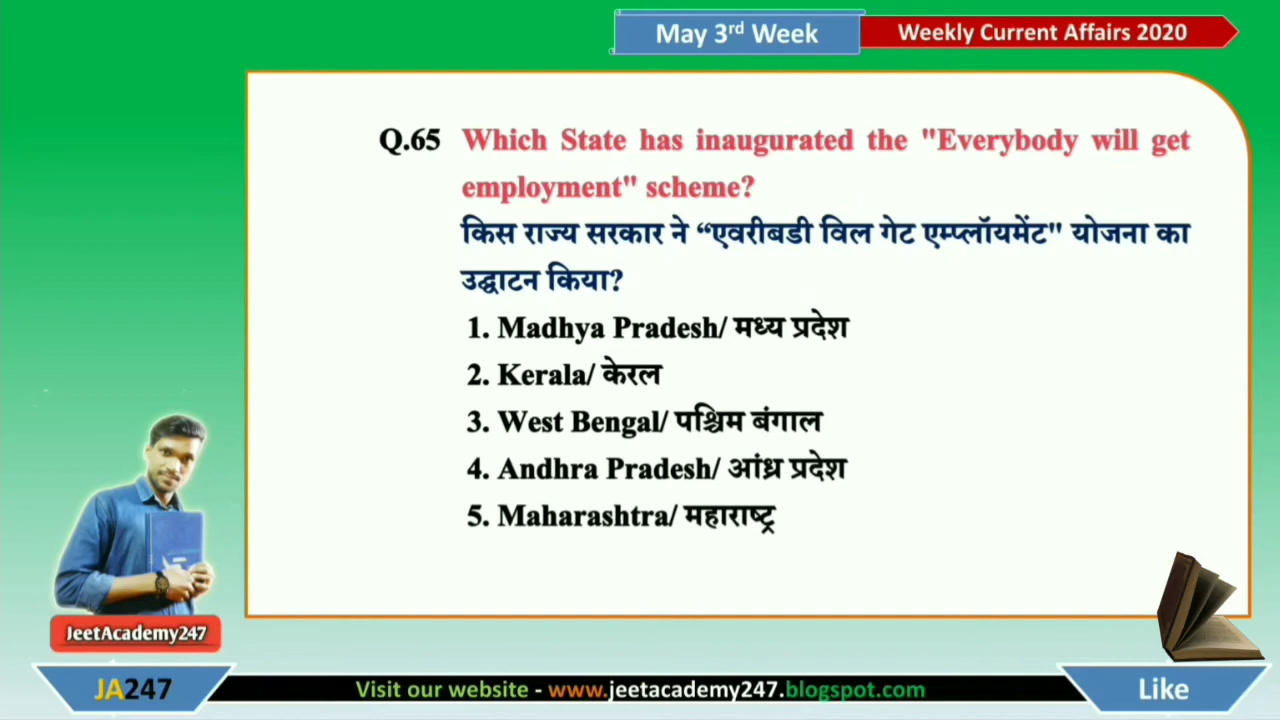 May 3rd Week
Weekly Current Affairs 2020
Q.65 Which State has inaugurated the "Everybody will get
employment" scheme?
किस राज्य सरकार ने “एवरीबडी विल गेट एम्प्लॉयमेंट" योजना का
उद्घाटन किया?
1. Madhya Pradesh/ मध्य प्रदेश
2. Kerala/ केरल
3. West Bengal/ पश्चिम बंगाल
4. Andhra Pradesh/ आंध्र प्रदेश
5. Maharashtra/ महाराष्ट्र
JeetAcademy247
JA247
Visit our website - www.jeetacademy247.blogspot.com
Like